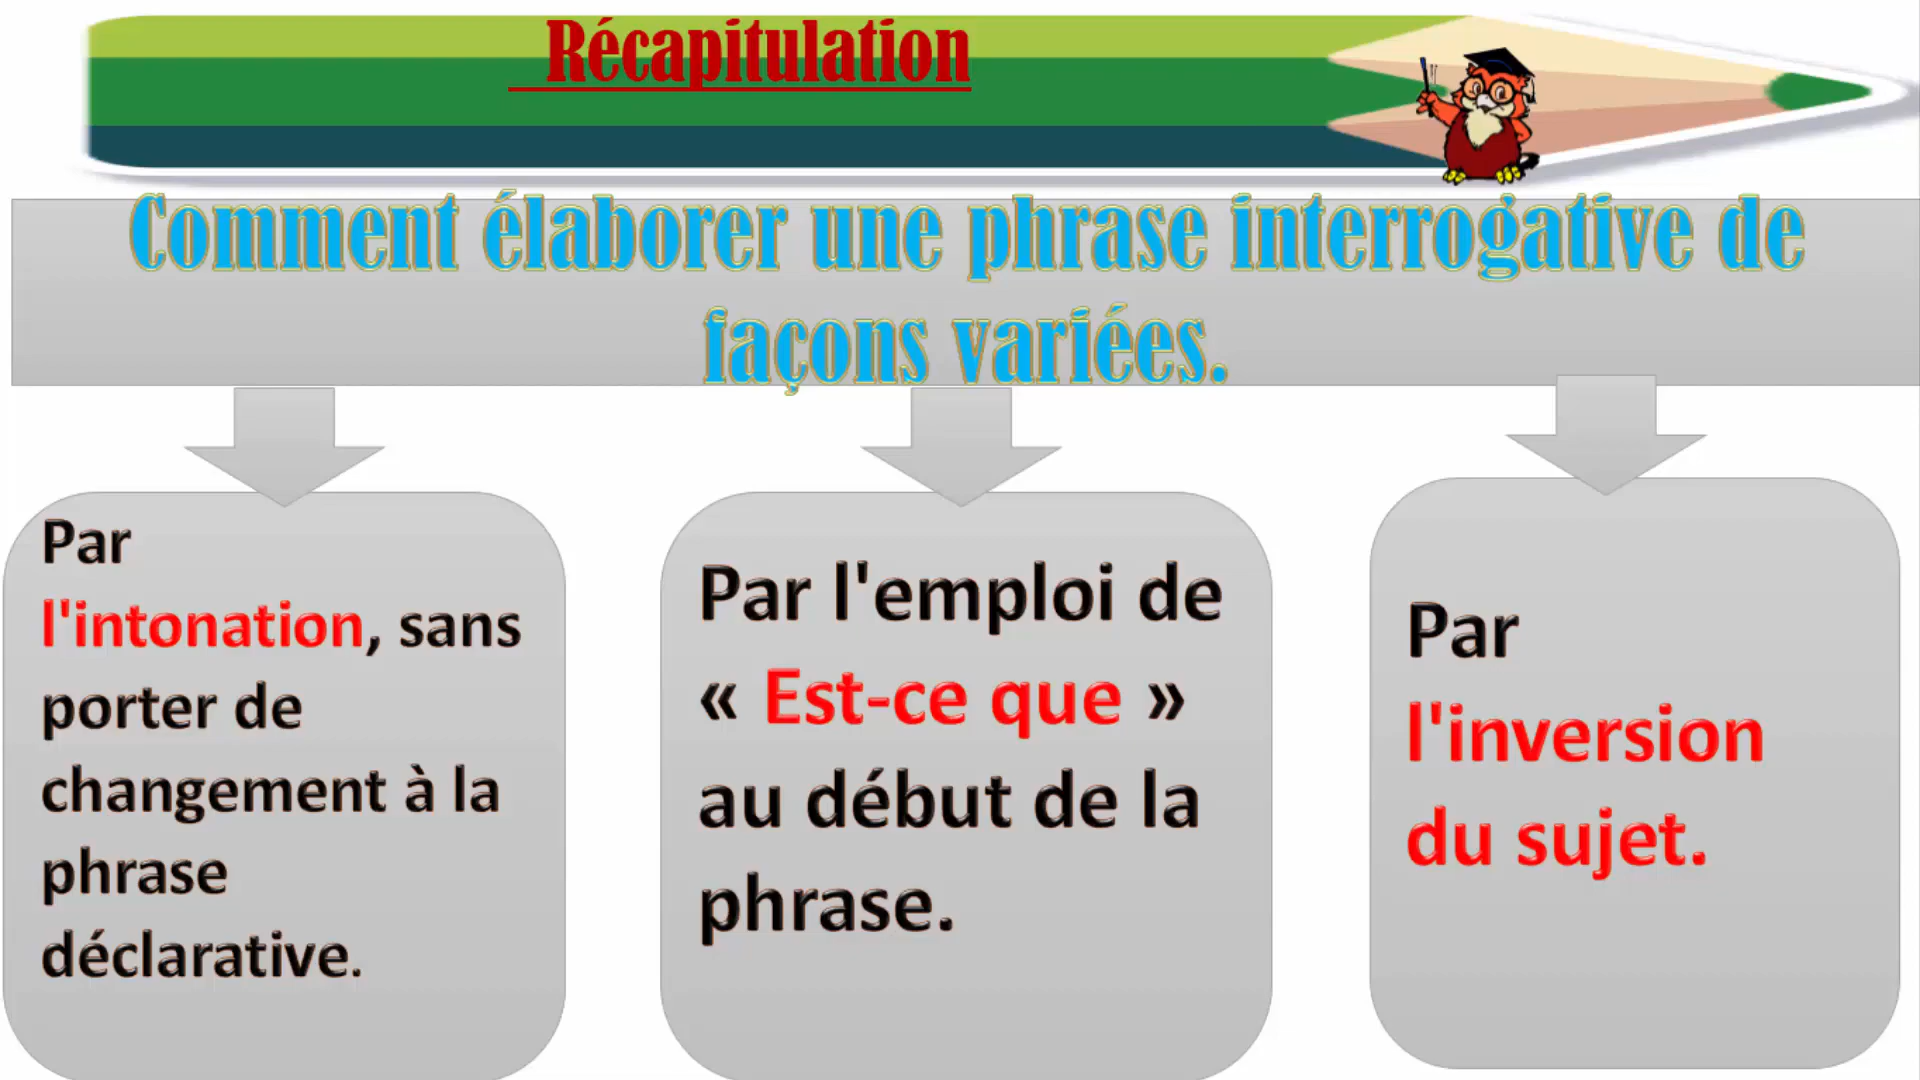 Récapitulation
Comment élaborer une phrase interrogative de
façons variées.
Par
l'intonation, sans
porter de
changement à la
phrase
déclarative.
Par l'emploi de
« Est-ce que »
au début de la
phrase.
Par
l'inversion
du sujet.